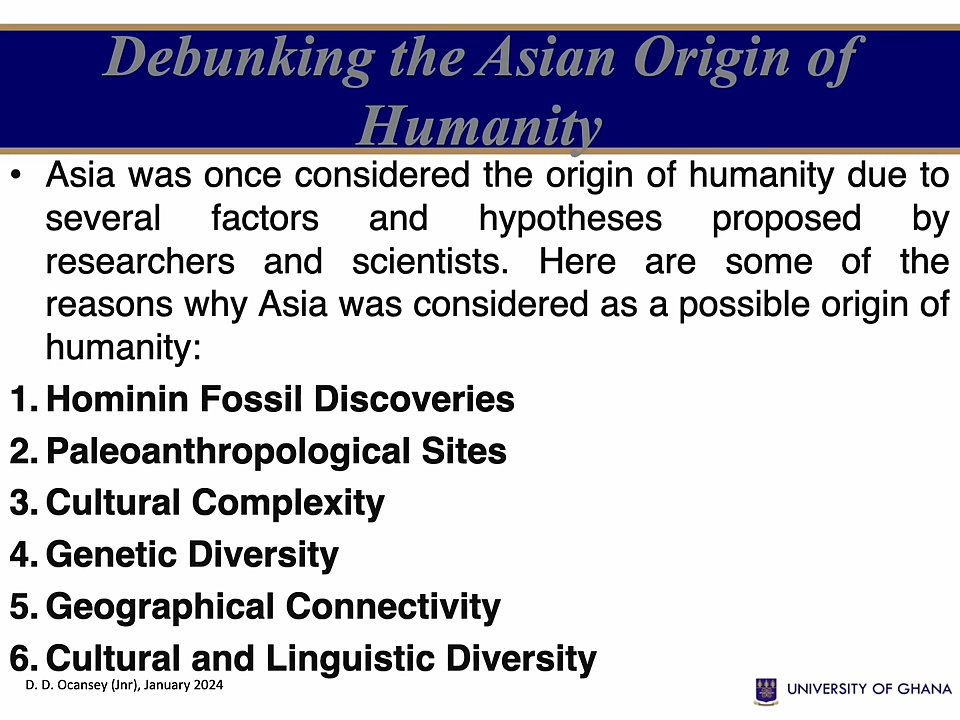 Debunking the Asian Origin of
Humanity
• Asia was once considered the origin of humanity due to
several factors and hypotheses proposed by
researchers and scientists. Here are some of the
reasons why Asia was considered as a possible origin of
humanity:
1. Hominin Fossil Discoveries
2. Paleoanthropological Sites
3. Cultural Complexity
4. Genetic Diversity
5. Geographical Connectivity
6. Cultural and Linguistic Diversity
D. D. Ocansey (Jnr), January 2024
UNIVERSITY OF GHANA